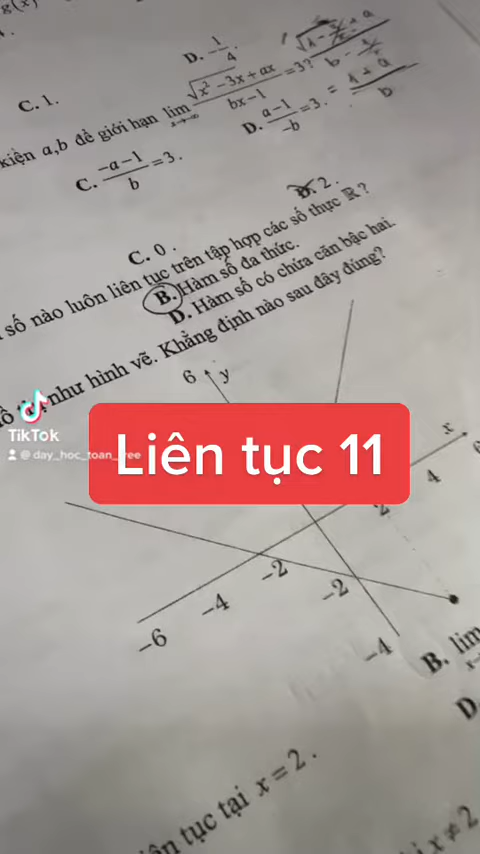 g(x)
C. 1.
D. -1/4.
kiện a,b để giới hạn lim x→-∞ √x² - 3x + ax / bx - 1 = 3?
C. -a-1 / b = 3.
D. a-1 / -b = 3.
C. 0.
D. 2.
số nào luôn liên tục trên tập hợp các số thực ℝ?
B. Hàm số đa thức.
D. Hàm số có chứa căn bậc hai.
như hình vẽ. Khẳng định nào sau đây đúng?
6
y
TikTok
@day_hoc_toan_free
Liên tục 11
x
2
4
6
-2
-4
-6
-2
-4
B. lim
D.
tục tại x = 2.
x ≠ 2